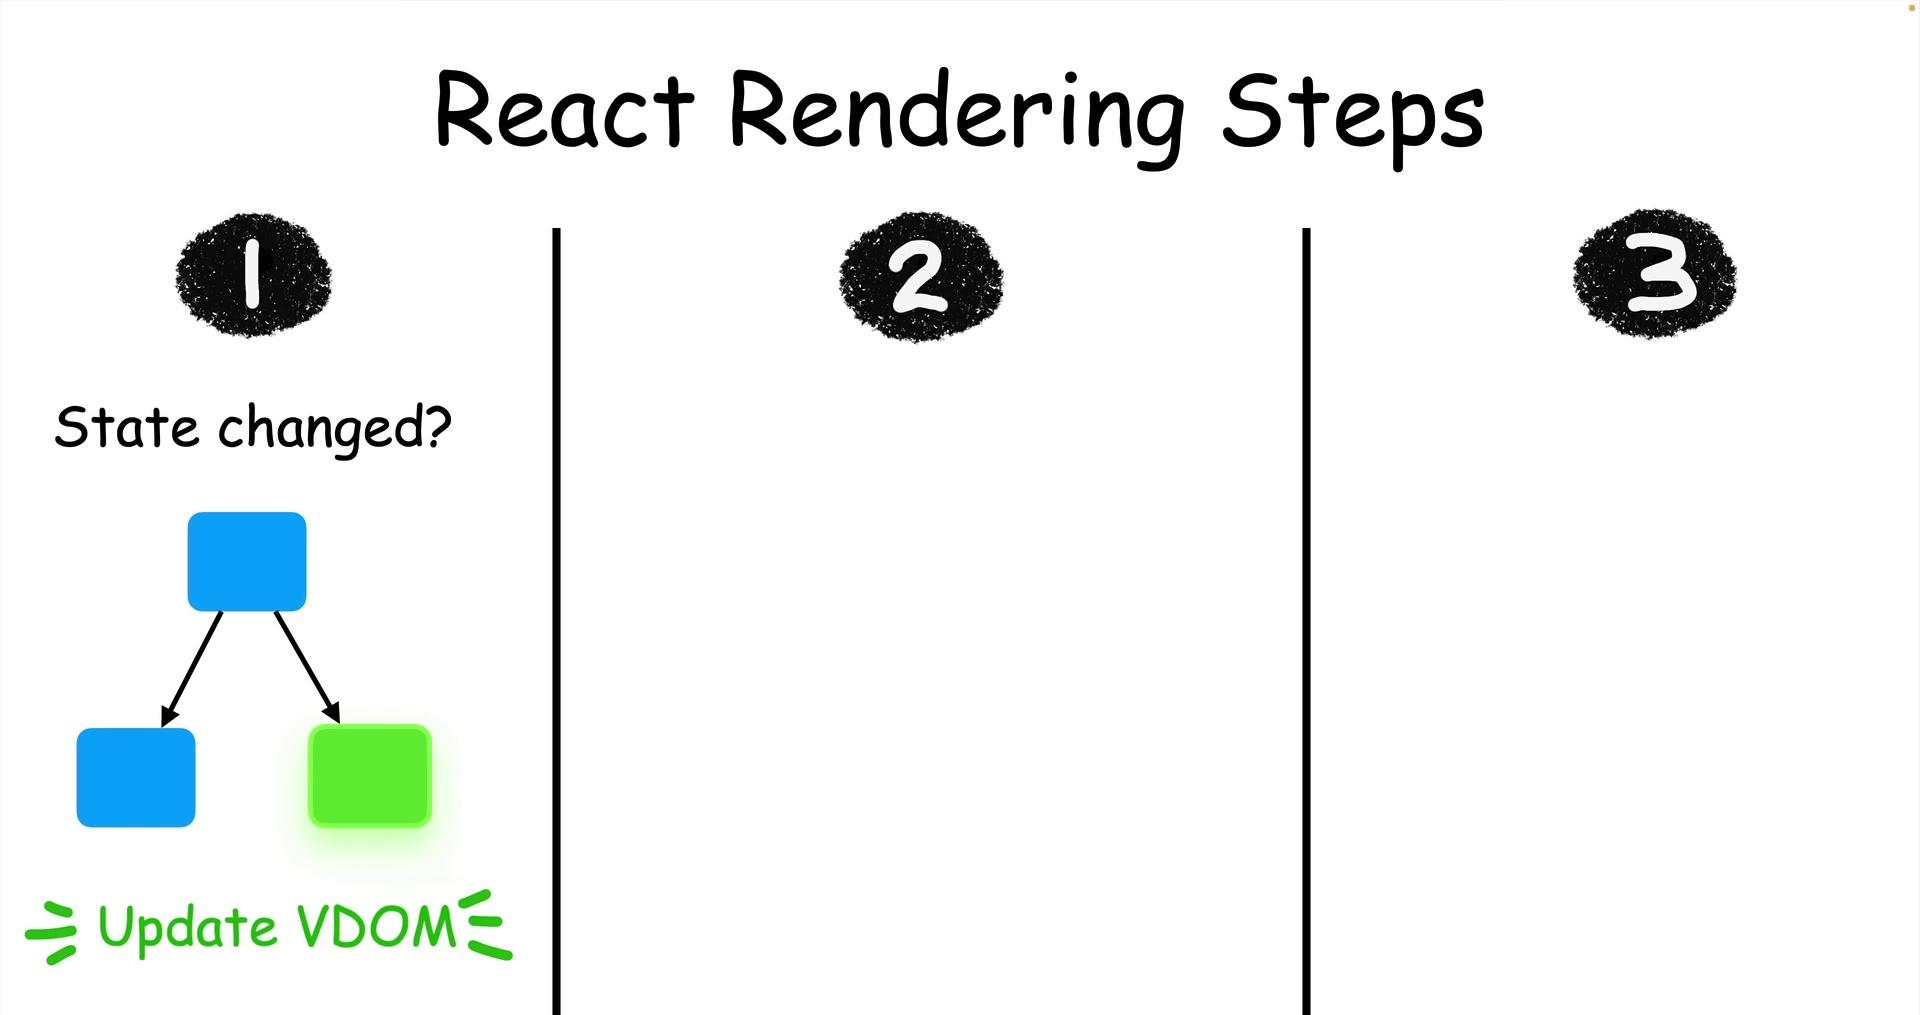 React Rendering Steps
1
2
3
State changed?
Update VDOM